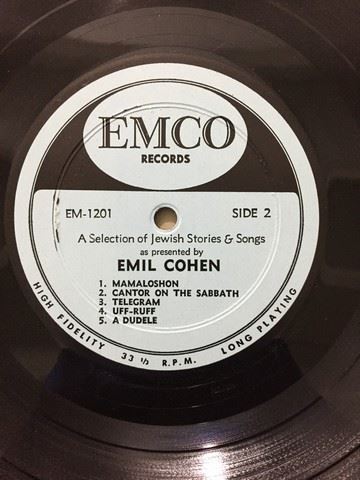 EMCO
RECORDS
EM-1201 SIDE 2
A Selection of Jewish Stories & Songs
as presented by
EMIL COHEN
1. MAMALOSHON
2. CANTOR ON THE SABBATH
3. TELEGRAM
4. UFF-RUFF
5. A DUDELE
HIGH FIDELITY 33 1/3 R.P.M. LONG PLAYING